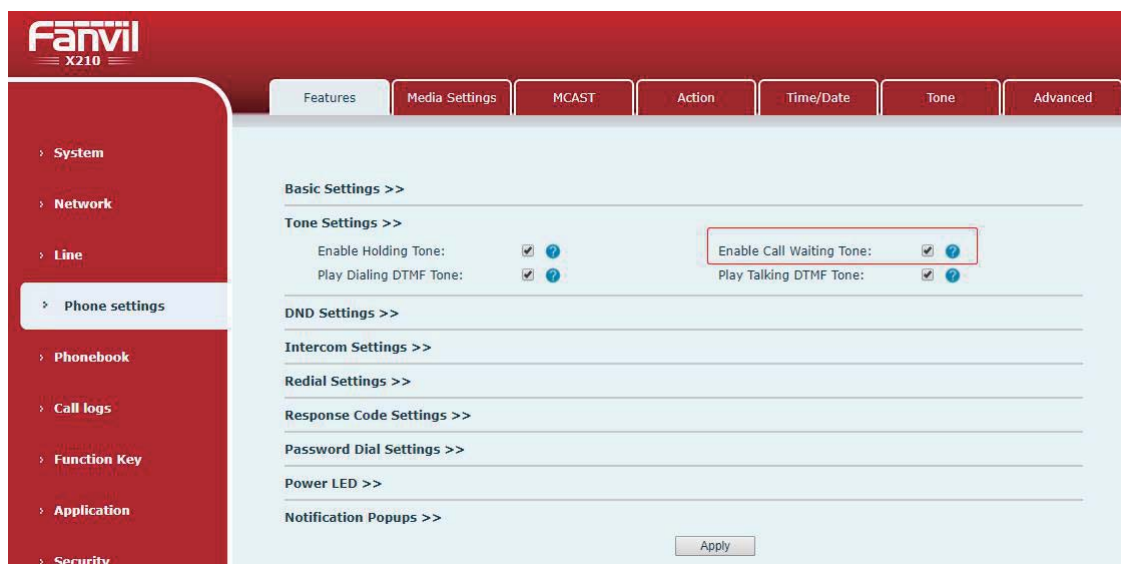 Fanvil
X210
Features
Media Settings
MCAST
Action
Time/Date
Tone
Advanced
› System
› Network
› Line
› Phone settings
› Phonebook
› Call logs
› Function Key
› Application
› Security
Basic Settings >>
Tone Settings >>
Enable Holding Tone: ?
Enable Call Waiting Tone: ?
Play Dialing DTMF Tone: ?
Play Talking DTMF Tone: ?
DND Settings >>
Intercom Settings >>
Redial Settings >>
Response Code Settings >>
Password Dial Settings >>
Power LED >>
Notification Popups >>
Apply